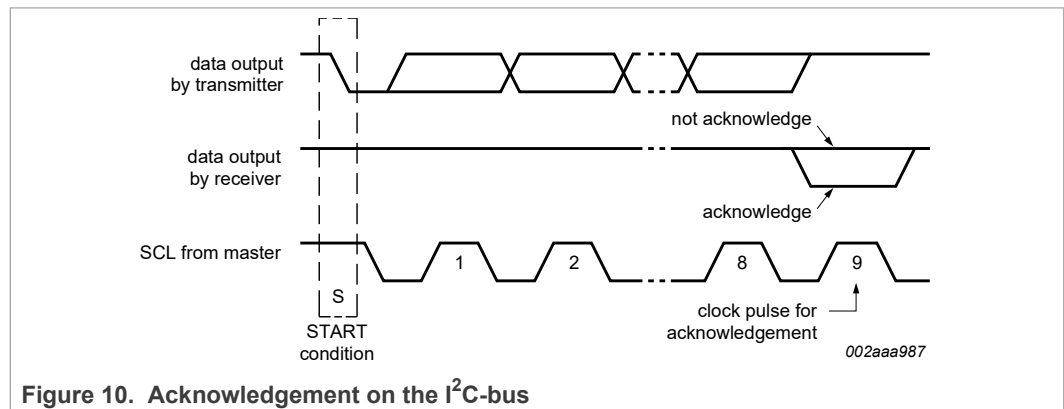 data output
by transmitter
not acknowledge
data output
by receiver
acknowledge
SCL from master
1
2
8
9
S
START
condition
clock pulse for
acknowledgement
002aaa987
Figure 10. Acknowledgement on the I²C-bus